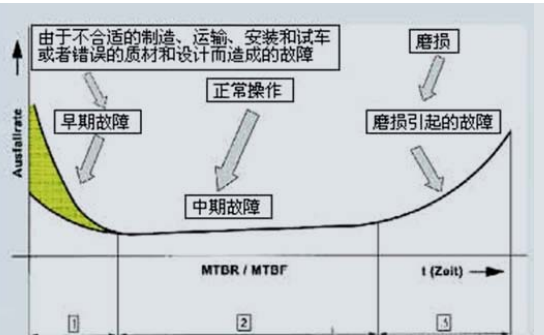 由于不合适的制造、运输、安装和试车
或者错误的质材和设计而造成的故障
磨损
正常操作
早期故障
磨损引起的故障
Ausfallrate
中期故障
MTBR / MTBF
t (Zeit)
1
2
3